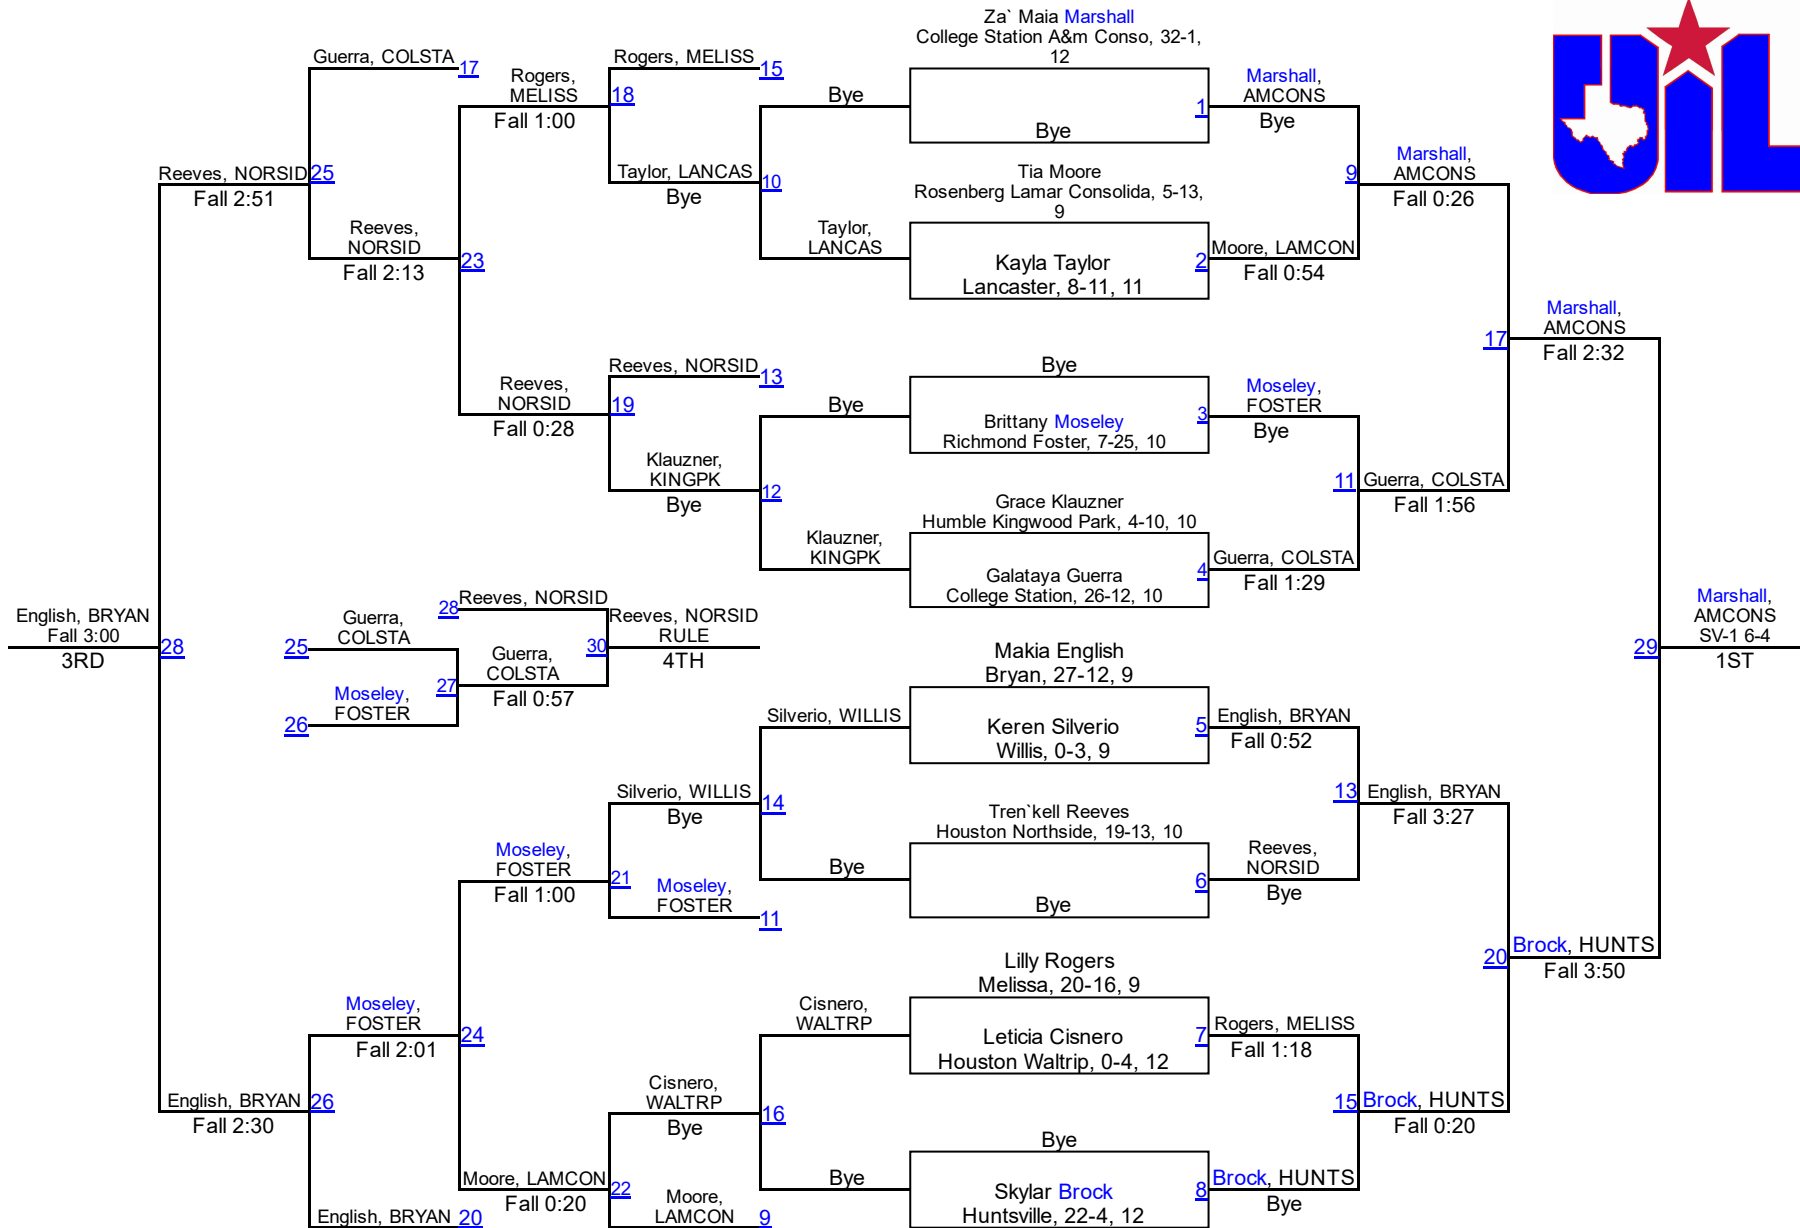 Guerra, COLSTA
17
Reeves, NORSID
25
Fall 2:51
Reeves,
NORSID
Fall 2:13
23
Rogers,
MELISS
Fall 1:00
18
Rogers, MELISS
15
Taylor, LANCAS
10
Bye
Bye
Taylor,
LANCAS
Reeves,
NORSID
Fall 0:28
19
Reeves, NORSID
13
Klauzner,
KINGPK
Bye
12
Bye
Klauzner,
KINGPK
Za` Maia Marshall
College Station A&m Conso, 32-1,
12
Bye
1
Tia Moore
Rosenberg Lamar Consolida, 5-13,
9
Kayla Taylor
Lancaster, 8-11, 11
2
Bye
Brittany Moseley
Richmond Foster, 7-25, 10
3
Grace Klauzner
Humble Kingwood Park, 4-10, 10
Galataya Guerra
College Station, 26-12, 10
4
Marshall,
AMCONS
Bye
Moore, LAMCON
Fall 0:54
9
Marshall,
AMCONS
Fall 0:26
Moseley,
FOSTER
Bye
Guerra, COLSTA
Fall 1:29
11
Guerra, COLSTA
Fall 1:56
17
Marshall,
AMCONS
Fall 2:32
UIL
English, BRYAN
Fall 3:00
3RD
28
25
Guerra,
COLSTA
26
Moseley,
FOSTER
27
Guerra,
COLSTA
Fall 0:57
28
Reeves, NORSID
30
Reeves, NORSID
RULE
4TH
29
Marshall,
AMCONS
SV-1 6-4
1ST
Makia English
Bryan, 27-12, 9
Keren Silverio
Willis, 0-3, 9
5
Tren`kell Reeves
Houston Northside, 19-13, 10
Bye
6
Lilly Rogers
Melissa, 20-16, 9
Leticia Cisnero
Houston Waltrip, 0-4, 12
7
Bye
Skylar Brock
Huntsville, 22-4, 12
8
English, BRYAN
Fall 0:52
Reeves,
NORSID
Bye
13
English, BRYAN
Fall 3:27
Rogers, MELISS
Fall 1:18
Brock, HUNTS
Bye
15
Brock, HUNTS
Fall 0:20
20
Brock, HUNTS
Fall 3:50
Silverio, WILLIS
Bye
14
Silverio, WILLIS
Bye
Moseley,
FOSTER
Fall 1:00
21
Moseley,
FOSTER
11
Cisnero,
WALTRP
Bye
16
Cisnero,
WALTRP
Bye
Moseley,
FOSTER
Fall 2:01
24
Moore, LAMCON
Fall 0:20
22
Moore,
LAMCON
9
English, BRYAN
Fall 2:30
26
English, BRYAN
20